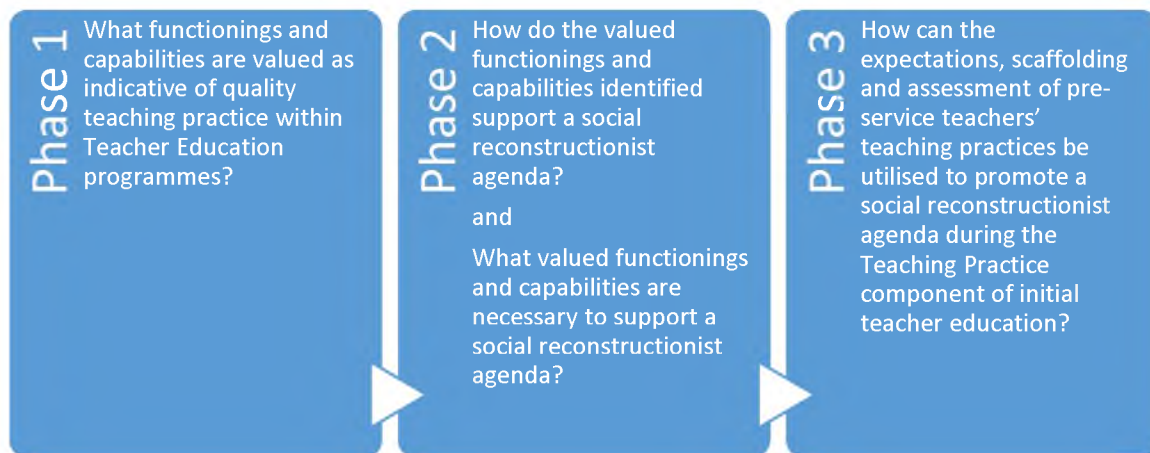 Phase 1
What functionings and
capabilities are valued as
indicative of quality
teaching practice within
Teacher Education
programmes?
Phase 2
How do the valued
functionings and
capabilities identified
support a social
reconstructionist
agenda?
and
What valued functionings
and capabilities are
necessary to support a
social reconstructionist
agenda?
Phase 3
How can the
expectations, scaffolding
and assessment of pre-
service teachers’
teaching practices be
utilised to promote a
social reconstructionist
agenda during the
Teaching Practice
component of initial
teacher education?